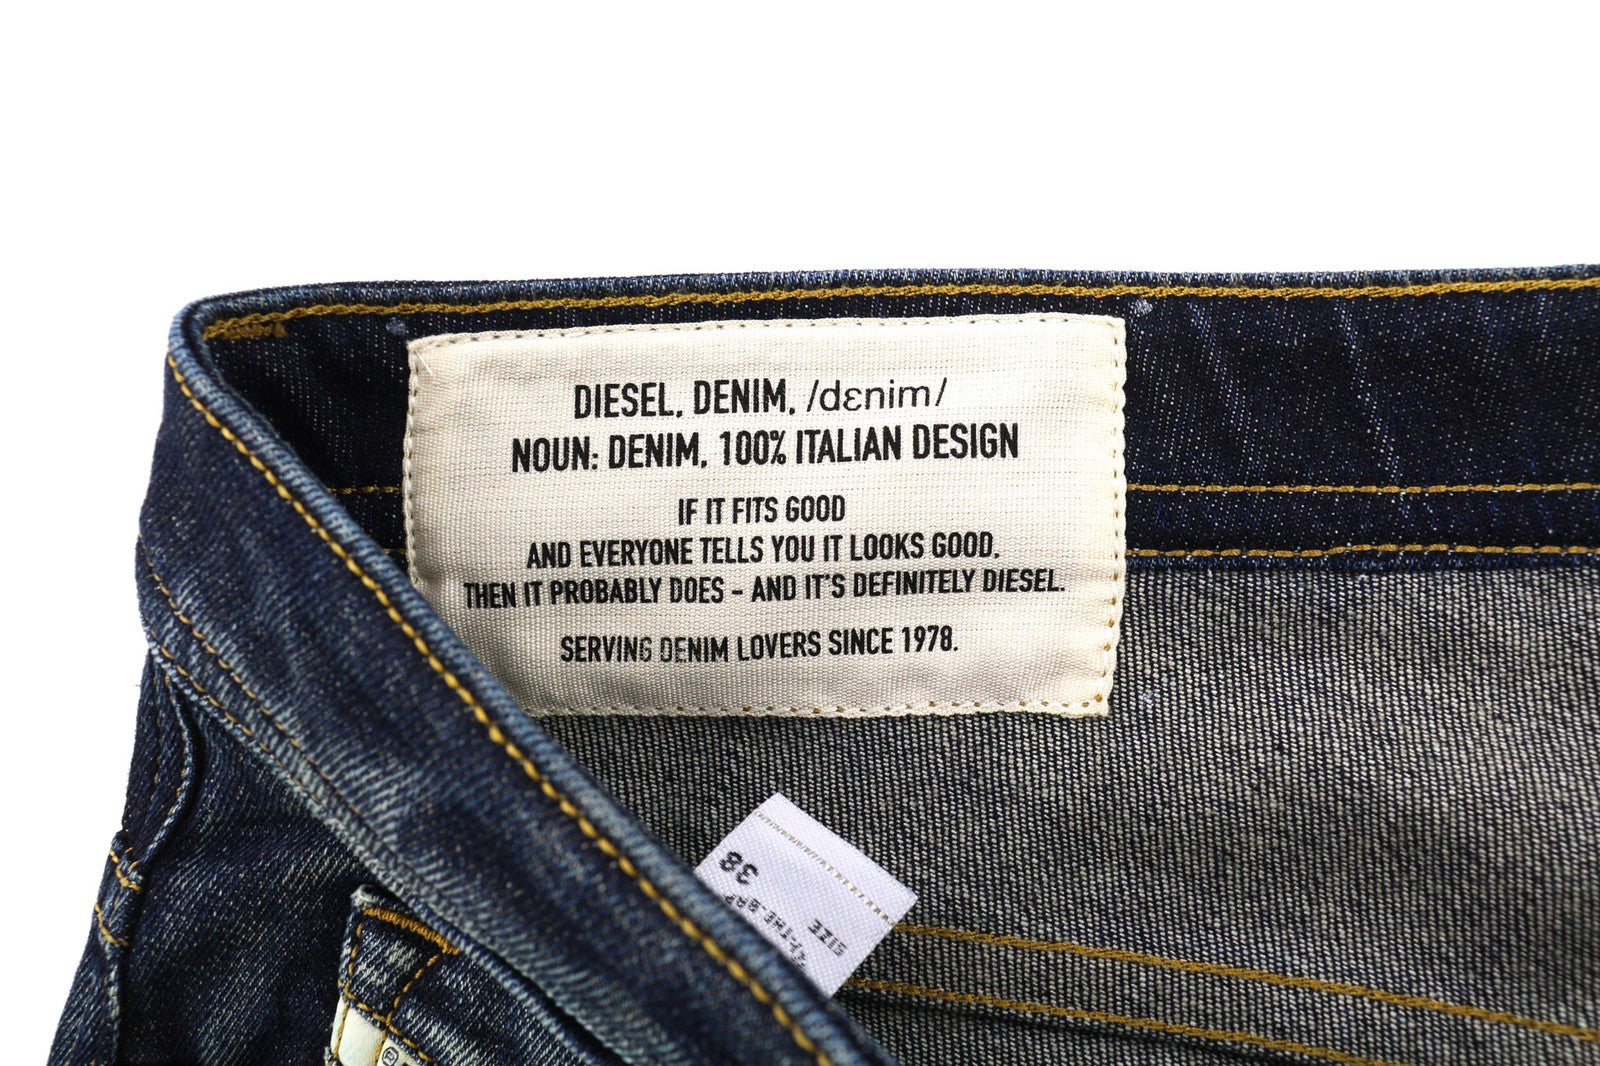 DIESEL, DENIM, /dɛnim/
NOUN: DENIM, 100% ITALIAN DESIGN
IF IT FITS GOOD
AND EVERYONE TELLS YOU IT LOOKS GOOD,
THEN IT PROBABLY DOES - AND IT'S DEFINITELY DIESEL.
SERVING DENIM LOVERS SINCE 1978.
SIZE
38
®